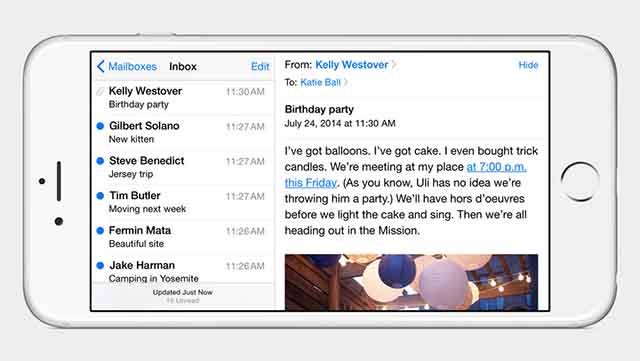 Mailboxes Inbox Edit
Kelly Westover 11:30 AM
Birthday party
Gilbert Solano 11:27 AM
New kitten
Steve Benedict 11:27 AM
Jersey trip
Tim Butler 11:27 AM
Moving next week
Fermin Mata 11:26 AM
Beautiful site
Jake Harman 11:26 AM
Camping in Yosemite
Updated Just Now
16 Unread
From: Kelly Westover Hide
To: Katie Ball
Birthday party
July 24, 2014 at 11:30 AM
I've got balloons. I've got cake. I even bought trick
candles. We're meeting at my place at 7:00 p.m.
this Friday. (As you know, Uli has no idea we're
throwing him a party.) We'll have hors d'oeuvres
before we light the cake and sing. Then we're all
heading out in the Mission.